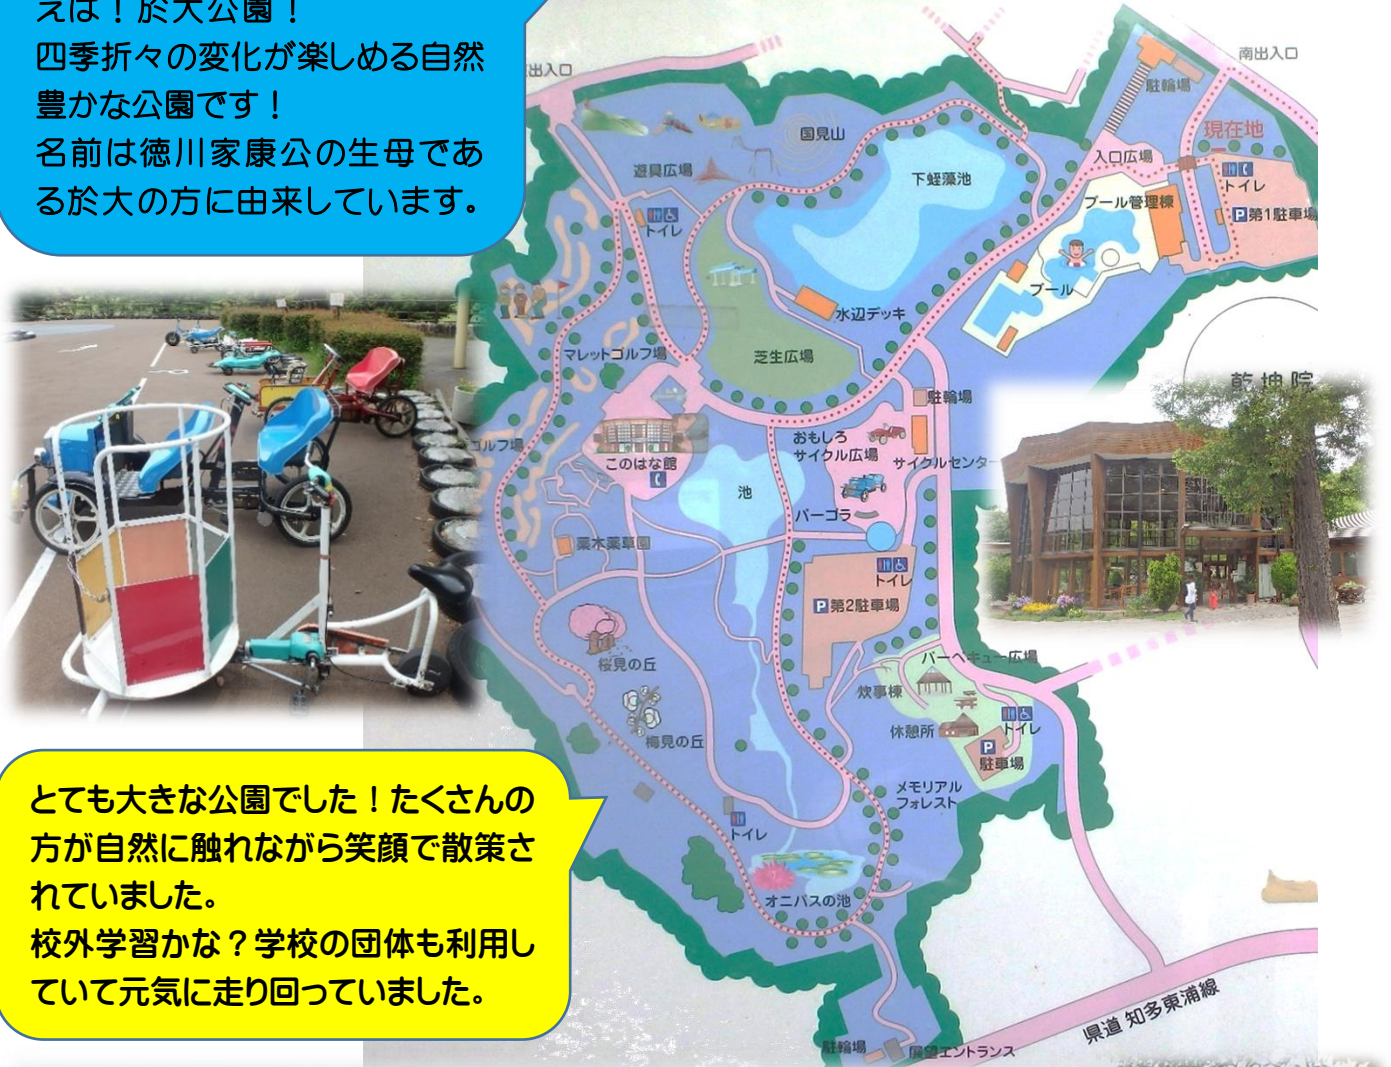 えば！於大公園！
四季折々の変化が楽しめる自然
豊かな公園です！
名前は徳川家康公の生母であ
る於大の方に由来しています。
出入口
南出入口
駐輪場
国見山
現在地
入口広場
遊具広場
下蛭藻池
トイレ
プール管理棟
P第1駐車場
トイレ
プール
水辺デッキ
マレットゴルフ場
芝生広場
乾坤院
駐輪場
おもしろ
サイクル広場
ゴルフ場
このはな館
サイクルセンター
池
パーゴラ
薬木薬草園
トイレ
P第2駐車場
桜見の丘
バーベキュー広場
炊事棟
梅見の丘
休憩所
トイレ
P
駐車場
メモリアル
フォレスト
トイレ
オニバスの池
県道 知多東浦線
駐輪場
展望エントランス
とても大きな公園でした！たくさんの
方が自然に触れながら笑顔で散策さ
れていました。
校外学習かな？学校の団体も利用し
ていて元気に走り回っていました。